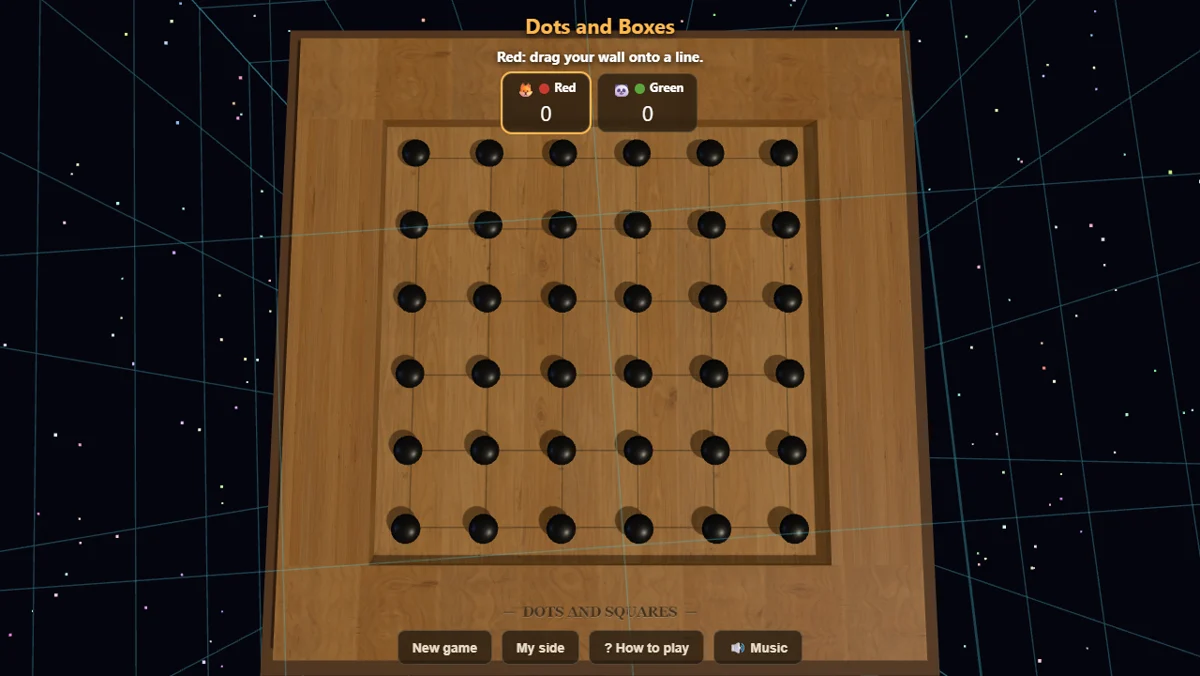 Dots and Boxes
Red: drag your wall onto a line.
Red
0
Green
0
— DOTS AND SQUARES —
New game
My side
? How to play
Music